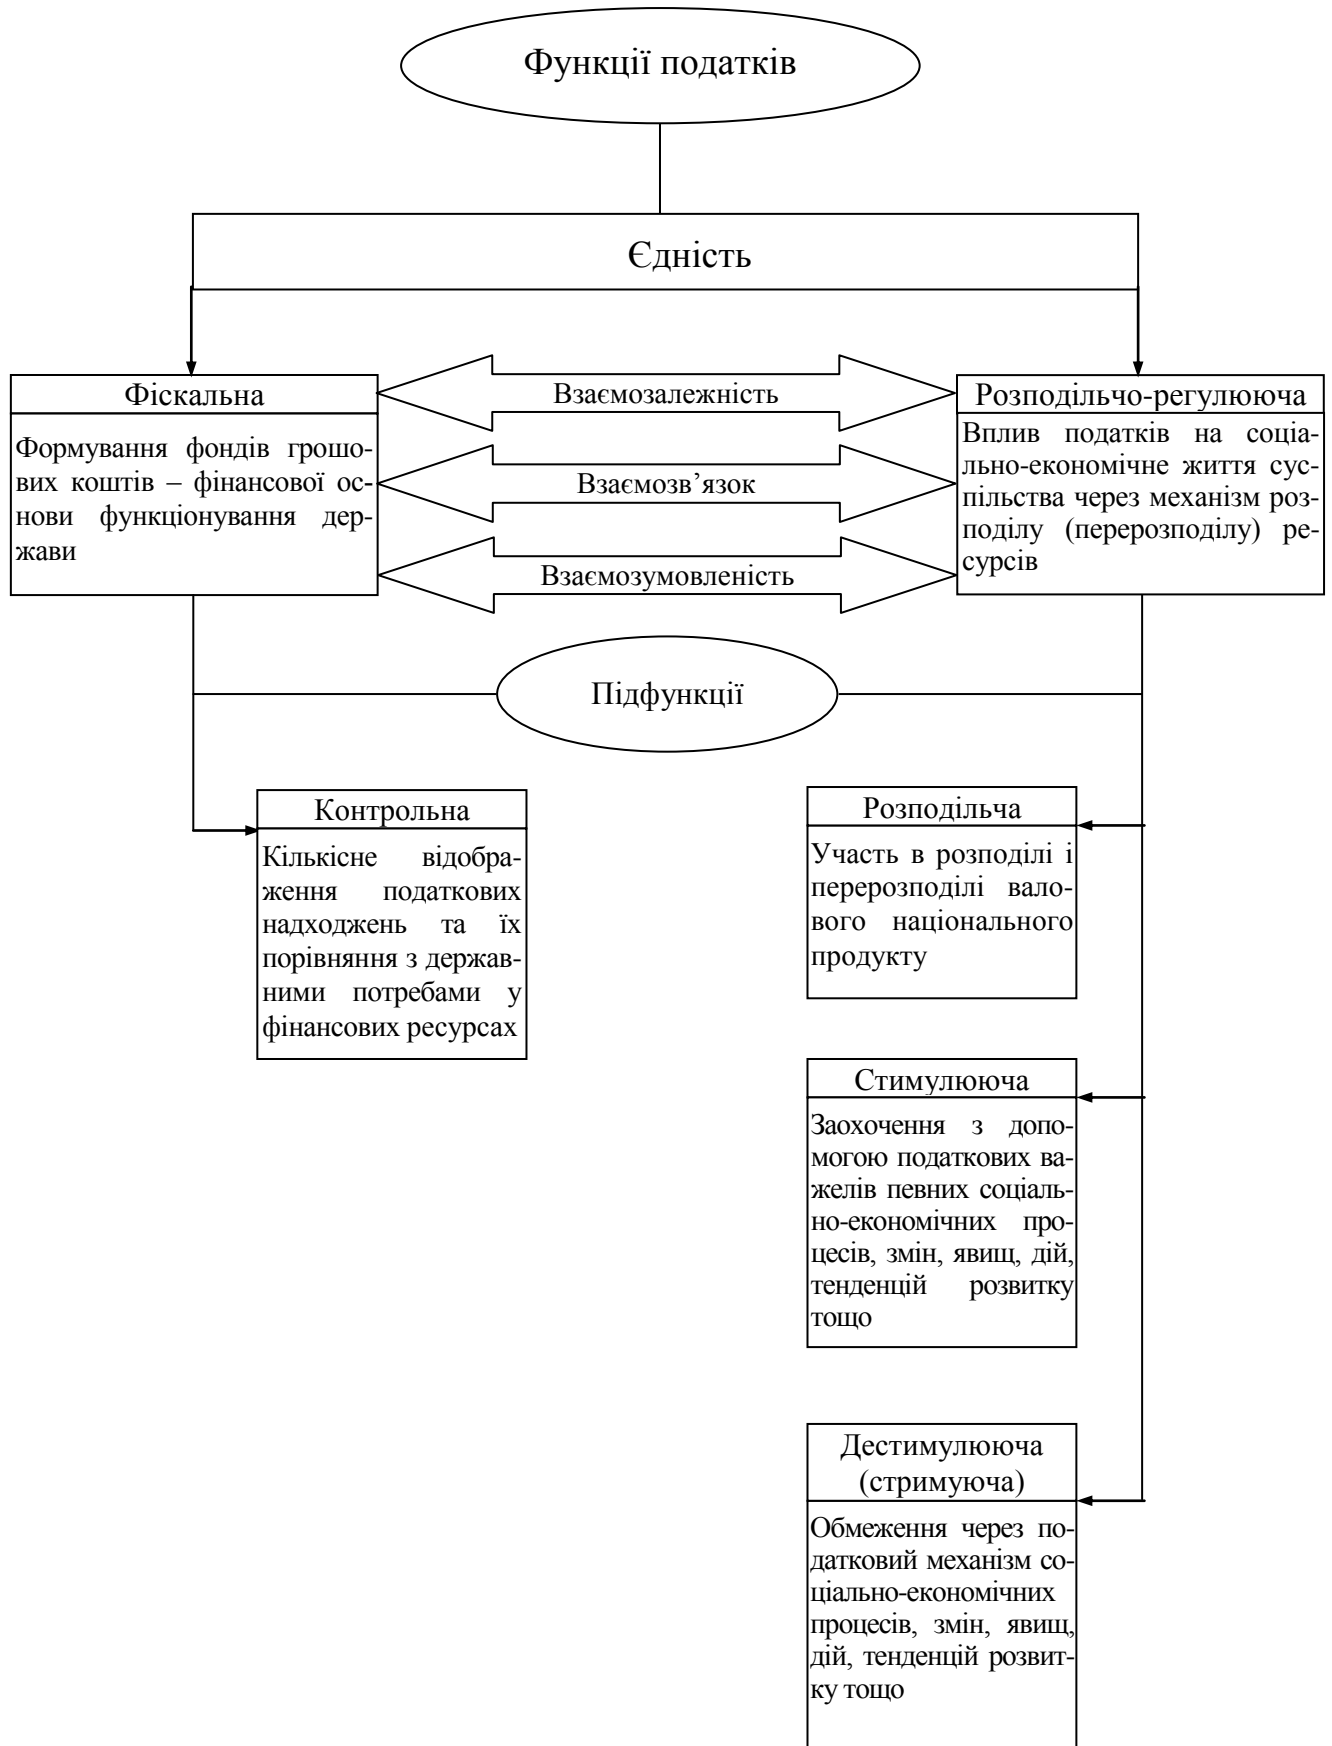 Функції податків
Єдність
Фіскальна
Формування фондів грошо-
вих коштів – фінансової ос-
нови функціонування дер-
жави
Взаємозалежність
Взаємозв’язок
Взаємозумовленість
Розподільчо-регулююча
Вплив податків на соціа-
льно-економічне життя сус-
пільства через механізм роз-
поділу (перерозподілу) ре-
сурсів
Підфункції
Контрольна
Кількісне відобра-
ження податкових
надходжень та їх
порівняння з держав-
ними потребами у
фінансових ресурсах
Розподільча
Участь в розподілі і
перерозподілі вало-
вого національного
продукту
Стимулююча
Заохочення з допо-
могою податкових ва-
желів певних соціаль-
но-економічних про-
цесів, змін, явищ, дій,
тенденцій розвитку
тощо
Дестимулююча
(стримуюча)
Обмеження через по-
датковий механізм со-
ціально-економічних
процесів, змін, явищ,
дій, тенденцій розвит-
ку тощо